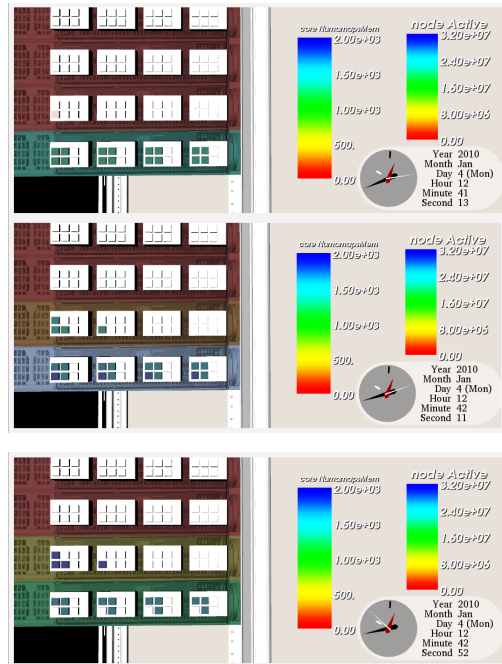 core NumamapsMem
node Active
2.00e+03
3.20e+07
1.50e+03
2.40e+07
1.00e+03
1.60e+07
500.
8.00e+06
0.00
0.00
Year 2010
Month Jan
Day 4 (Mon)
Hour 12
Minute 41
Second 13
core NumamapsMem
node Active
2.00e+03
3.20e+07
1.50e+03
2.40e+07
1.00e+03
1.60e+07
500.
8.00e+06
0.00
0.00
Year 2010
Month Jan
Day 4 (Mon)
Hour 12
Minute 42
Second 11
core NumamapsMem
node Active
2.00e+03
3.20e+07
1.50e+03
2.40e+07
1.00e+03
1.60e+07
500.
8.00e+06
0.00
0.00
Year 2010
Month Jan
Day 4 (Mon)
Hour 12
Minute 42
Second 52